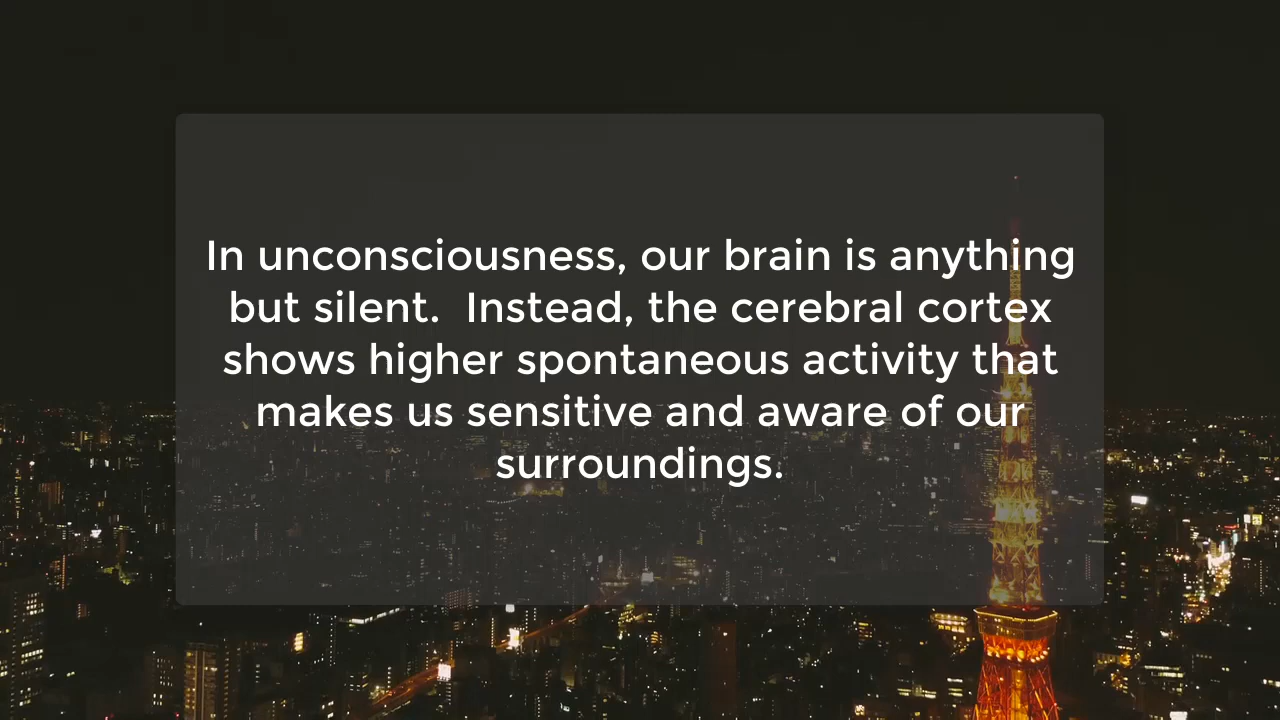 In unconsciousness, our brain is anything
but silent.  Instead, the cerebral cortex
shows higher spontaneous activity that
makes us sensitive and aware of our
surroundings.